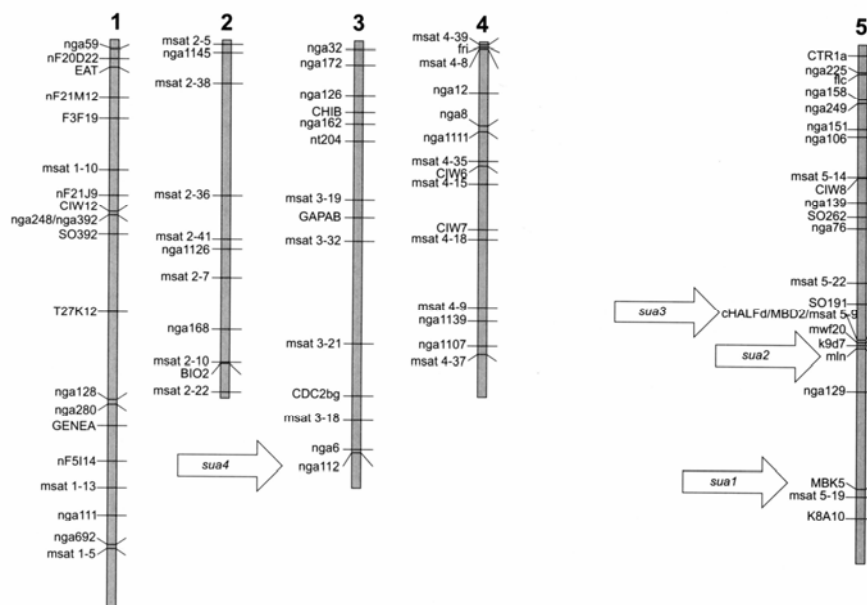 1
nga59
nF20D22
EAT
nF21M12
F3F19
msat 1-10
nF21J9
CIW12
nga248/nga392
SO392
T27K12
nga128
nga280
GENEA
nF5I14
msat 1-13
nga111
nga692
msat 1-5
2
msat 2-5
nga1145
msat 2-38
msat 2-36
msat 2-41
nga1126
msat 2-7
nga168
msat 2-10
BIO2
msat 2-22
3
nga32
nga172
nga126
CHIB
nga162
nt204
msat 3-19
GAPAB
msat 3-32
msat 3-21
CDC2bg
msat 3-18
nga6
nga112
sua4
4
msat 4-39
fri
msat 4-8
nga12
nga8
nga1111
msat 4-35
CIW6
msat 4-15
CIW7
msat 4-18
msat 4-9
nga1139
nga1107
msat 4-37
5
CTR1a
nga225
flc
nga158
nga249
nga151
nga106
msat 5-14
CIW8
nga139
SO262
nga76
msat 5-22
SO191
sua3
cHALFd/MBD2/msat 5-9
mwf20
k9d7
sua2
mln
nga129
sua1
MBK5
msat 5-19
K8A10